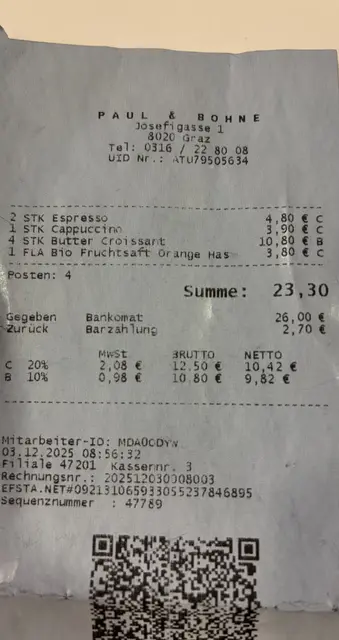 PAUL & BOHNE
Josefigasse 1
8020 Graz
Tel: 0316 / 22 80 08
UID Nr.: ATU79505634
2 STK Espresso 4,80 € C
1 STK Cappuccino 3,90 € C
4 STK Butter Croissant 10,80 € B
1 FLA Bio Fruchtsaft Orange Has 3,80 € C
Posten: 4
Summe: 23,30
Gegeben Bankomat 26,00 €
Zurück Barzahlung 2,70 €
MwSt BRUTTO NETTO
C 20% 2,08 € 12.50 € 10,42 €
B 10% 0,98 € 10.80 € 9,82 €
Mitarbeiter-ID:
03.12.2025 08:56:32
Filiale 47201 Kassernr. 3
Rechnungsnr.: 202512030008003
EFSTA.NET#092131065933055237846895
Sequenznummer : 47789